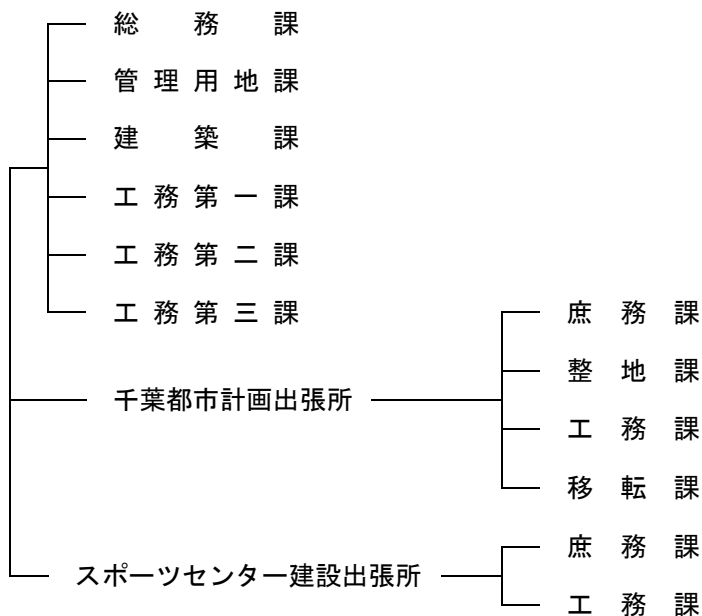 総務課
管理用地課
建築課
工務第一課
工務第二課
工務第三課
千葉都市計画出張所
庶務課
整地課
工務課
移転課
スポーツセンター建設出張所
庶務課
工務課